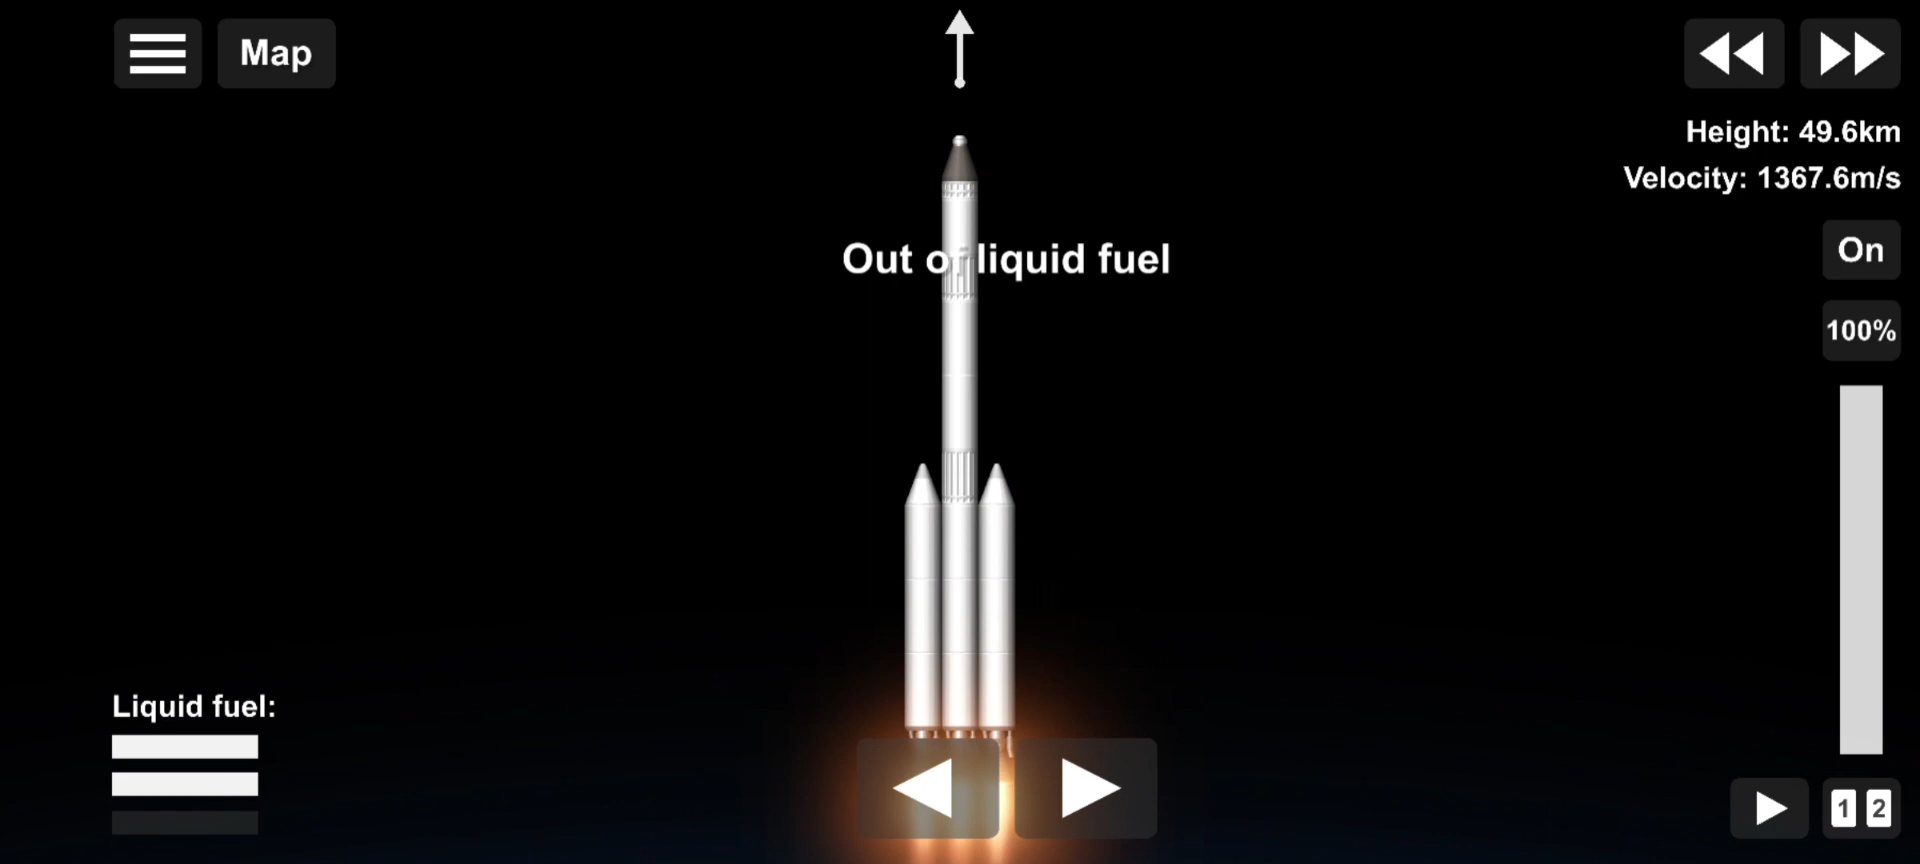 Map
Height: 49.6km
Velocity: 1367.6m/s
Out of liquid fuel
On
100%
Liquid fuel:
1 2